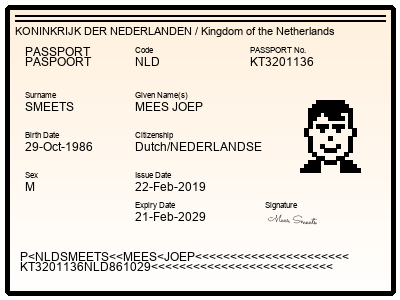 KONINKRIJK DER NEDERLANDEN / Kingdom of the Netherlands
PASSPORT Code PASSPORT No.
PASPOORT NLD KT3201136
Surname Given Name(s)
SMEETS MEES JOEP
Birth Date Citizenship
29-Oct-1986 Dutch/NEDERLANDSE
Sex Issue Date
M 22-Feb-2019
Expiry Date Signature
21-Feb-2029 Mees Smeets
P<NLDSMEETS<<MEES<JOEP<<<<<<<<<<<<<<<<<<<<<<
KT3201136NLD861029<<<<<<<<<<<<<<<<<<<<<<<<<<